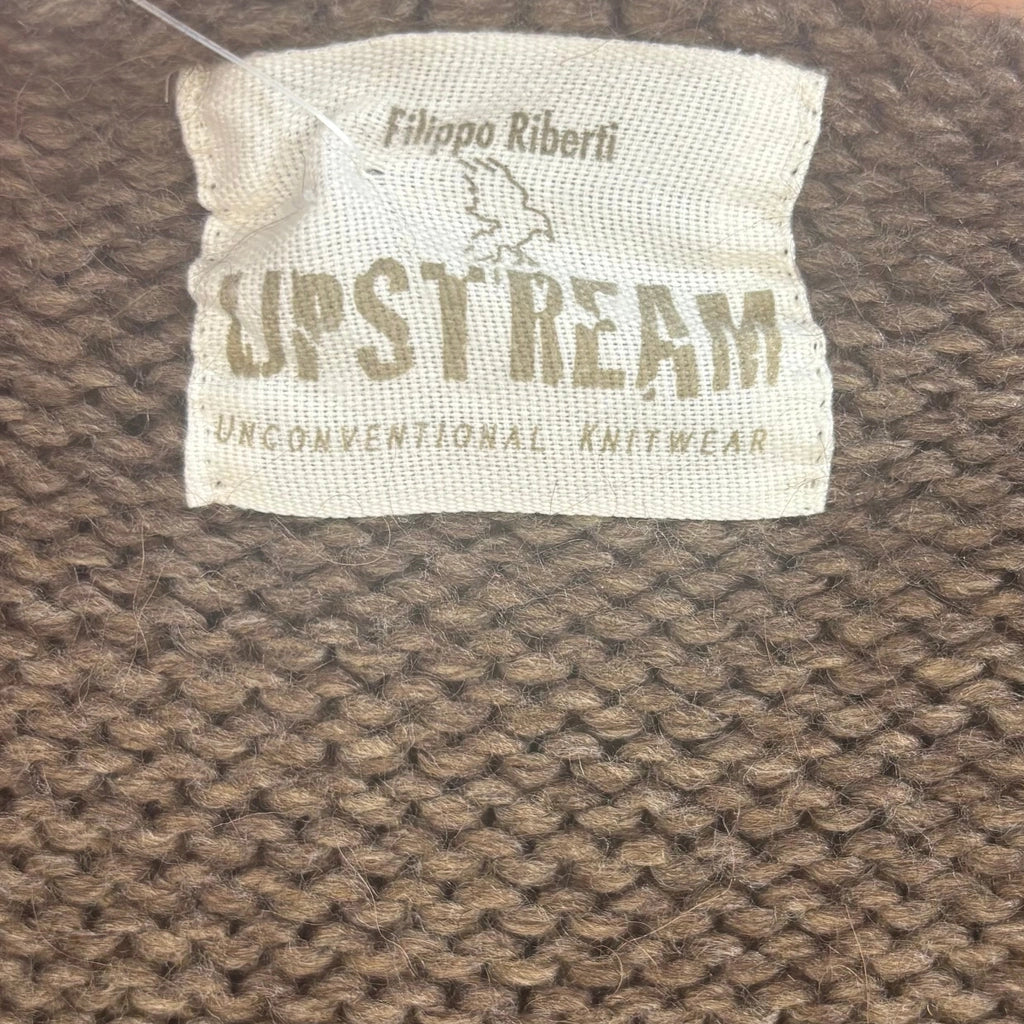 Filippo Riberti
UPSTREAM
UNCONVENTIONAL KNITWEAR